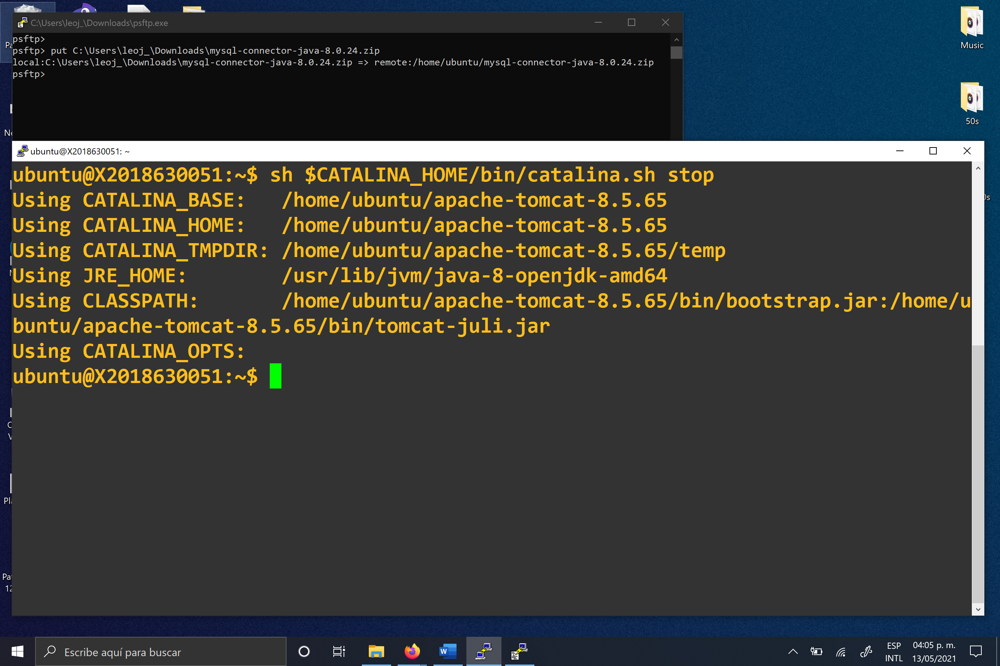 C:\Users\leoj_\Downloads\psftp.exe
psftp>
psftp> put C:\Users\leoj_\Downloads\mysql-connector-java-8.0.24.zip
local:C:\Users\leoj_\Downloads\mysql-connector-java-8.0.24.zip => remote:/home/ubuntu/mysql-connector-java-8.0.24.zip
psftp>
Music
50s
ubuntu@X2018630051: ~
ubuntu@X2018630051:~$ sh $CATALINA_HOME/bin/catalina.sh stop
Using CATALINA_BASE:   /home/ubuntu/apache-tomcat-8.5.65
Using CATALINA_HOME:   /home/ubuntu/apache-tomcat-8.5.65
Using CATALINA_TMPDIR: /home/ubuntu/apache-tomcat-8.5.65/temp
Using JRE_HOME:        /usr/lib/jvm/java-8-openjdk-amd64
Using CLASSPATH:       /home/ubuntu/apache-tomcat-8.5.65/bin/bootstrap.jar:/home/u
buntu/apache-tomcat-8.5.65/bin/tomcat-juli.jar
Using CATALINA_OPTS:
ubuntu@X2018630051:~$
Escribe aquí para buscar
ESP
INTL
04:05 p. m.
13/05/2021